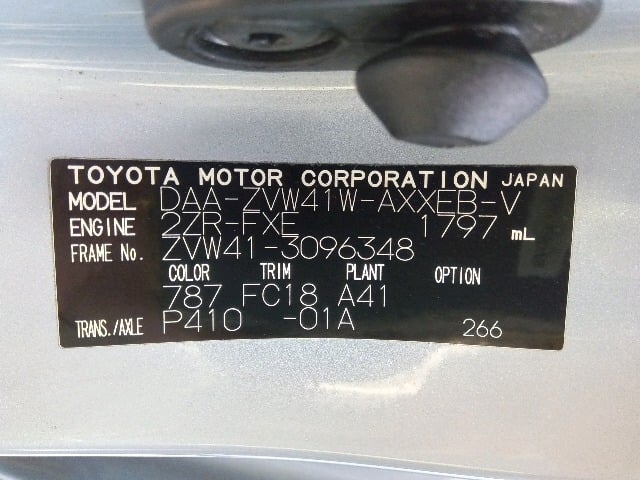 TOYOTA MOTOR CORPORATION JAPAN
MODEL DAA-ZVW41W-AXXEB-V
ENGINE 2ZR-FXE 1797 mL
FRAME No. ZVW41-3096348
COLOR TRIM PLANT OPTION
787 FC18 A41
TRANS./AXLE P410 -01A 266